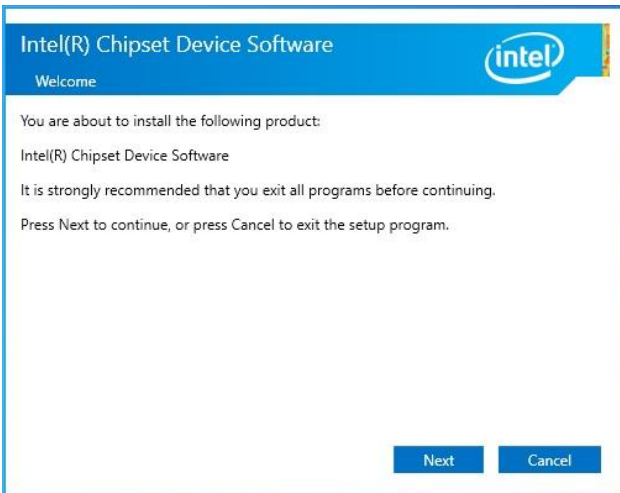 Intel(R) Chipset Device Software
intel
Welcome
You are about to install the following product:
Intel(R) Chipset Device Software
It is strongly recommended that you exit all programs before continuing.
Press Next to continue, or press Cancel to exit the setup program.
Next
Cancel